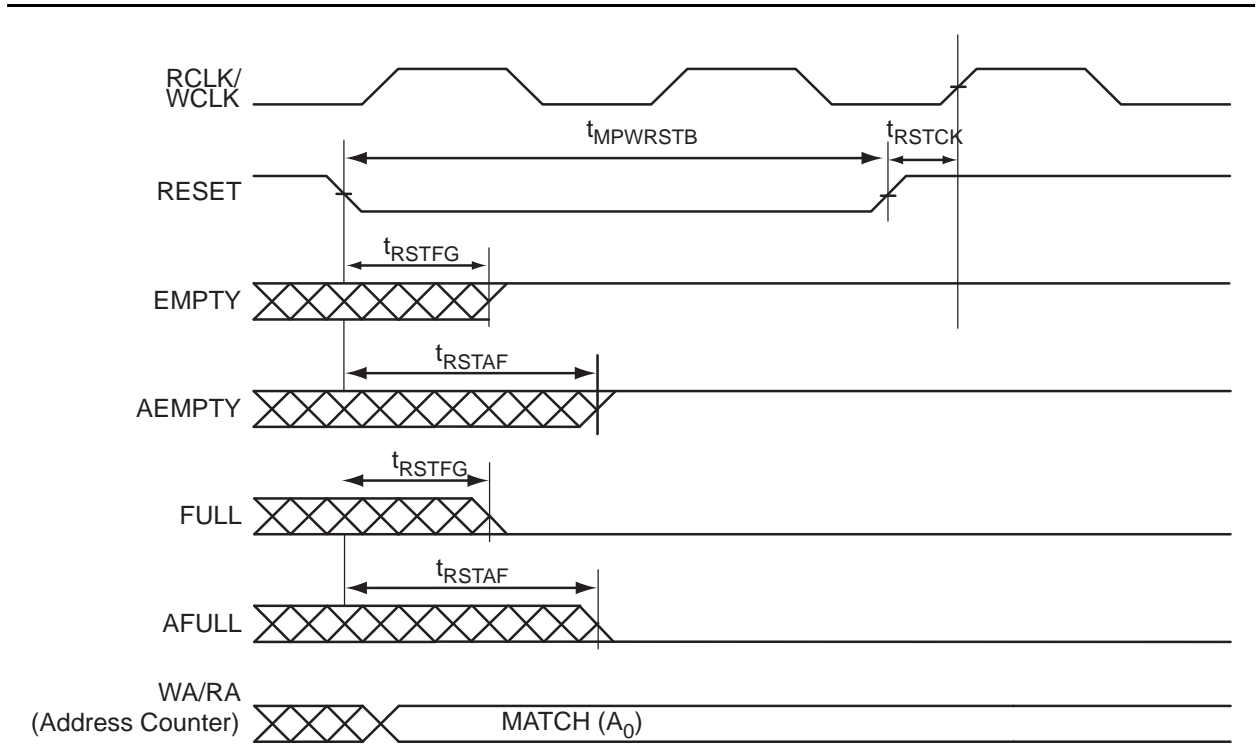 RCLK/
WCLK
tMPWRSTB
tRSTCK
RESET
tRSTFG
EMPTY
tRSTAF
AEMPTY
tRSTFG
FULL
tRSTAF
AFULL
WA/RA
(Address Counter)
MATCH (A0)